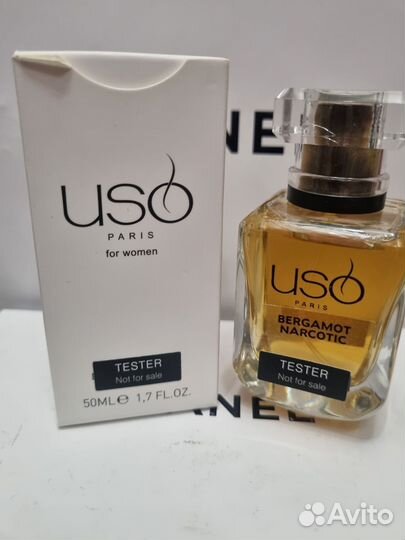 USO
PARIS
for women
TESTER
Not for sale
50ML e 1,7 FL.OZ.
USO
PARIS
BERGAMOT
NARCOTIC
TESTER
Not for sale
NEL
ANEL
Avito